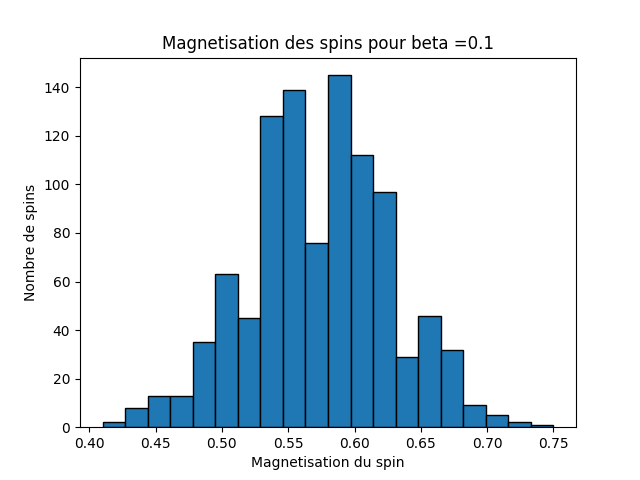 Magnetisation des spins pour beta =0.1
140
120
100
80
60
40
20
0
Nombre de spins
0.40 0.45 0.50 0.55 0.60 0.65 0.70 0.75
Magnetisation du spin